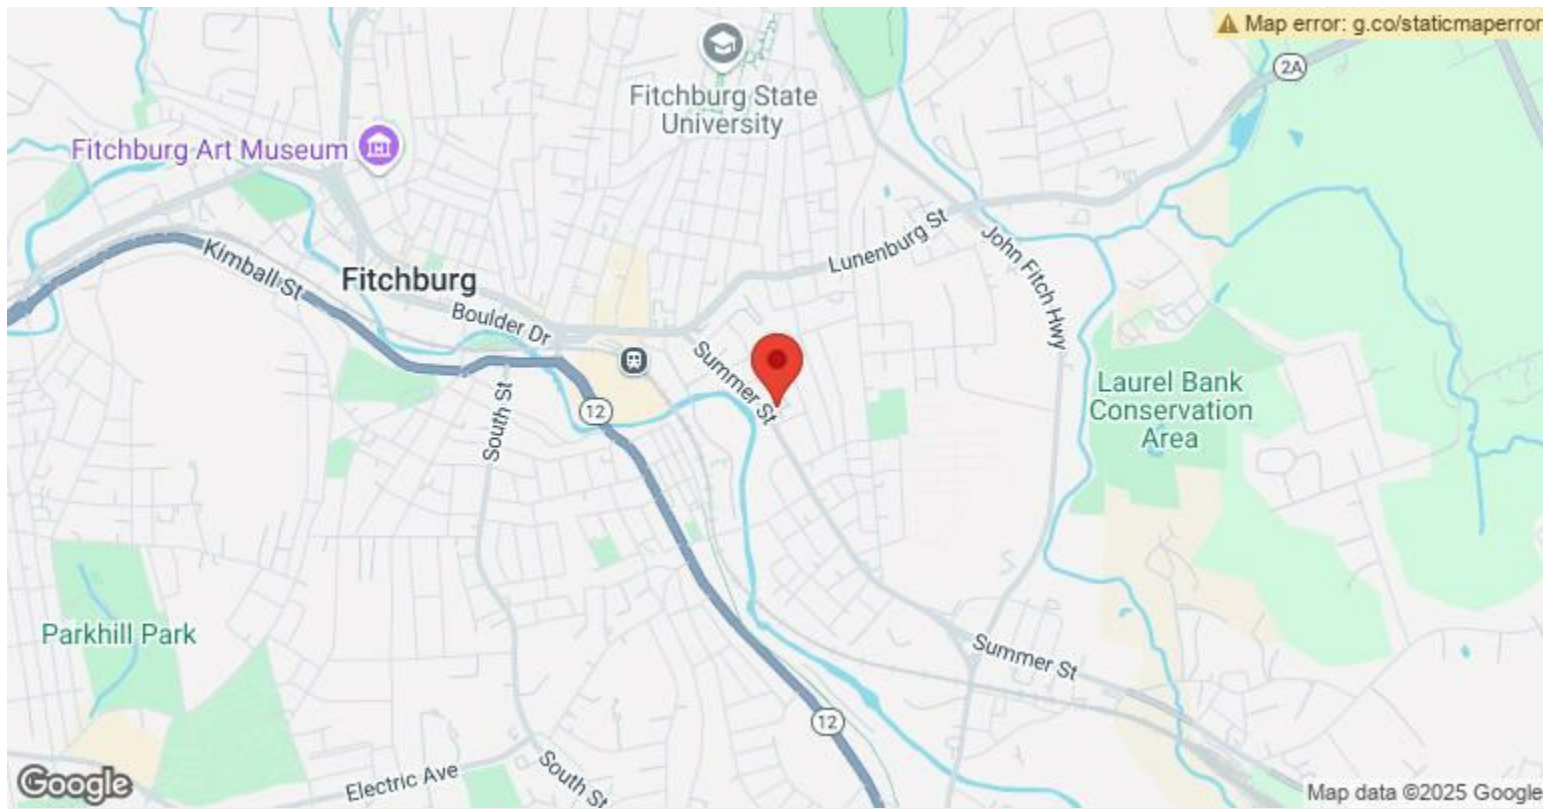 Map error: g.co/staticmaperror
2A
Fitchburg State
University
Fitchburg Art Museum
Lunenburg St
John Fitch Hwy
Kimball St
Fitchburg
Boulder Dr
Summer St
South St
12
Laurel Bank
Conservation
Area
Parkhill Park
Summer St
12
Electric Ave
South St
Google
Map data ©2025 Google